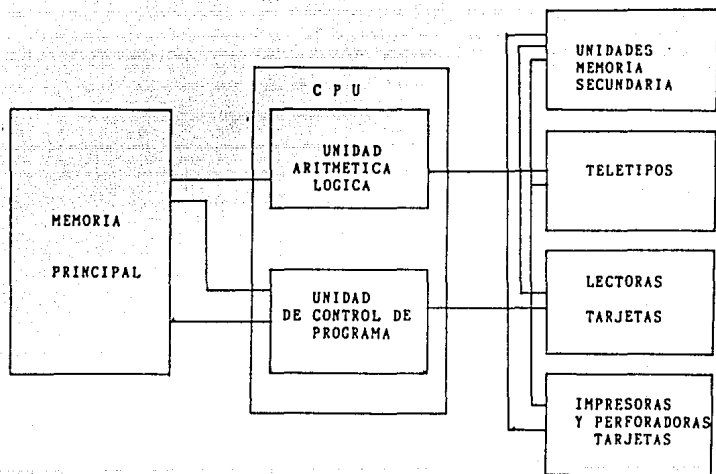 MEMORIA
PRINCIPAL
C P U
UNIDAD
ARITMETICA
LOGICA
UNIDAD
DE CONTROL DE
PROGRAMA
UNIDADES
MEMORIA
SECUNDARIA
TELETIPOS
LECTORAS
TARJETAS
IMPRESORAS
Y PERFORADORAS
TARJETAS